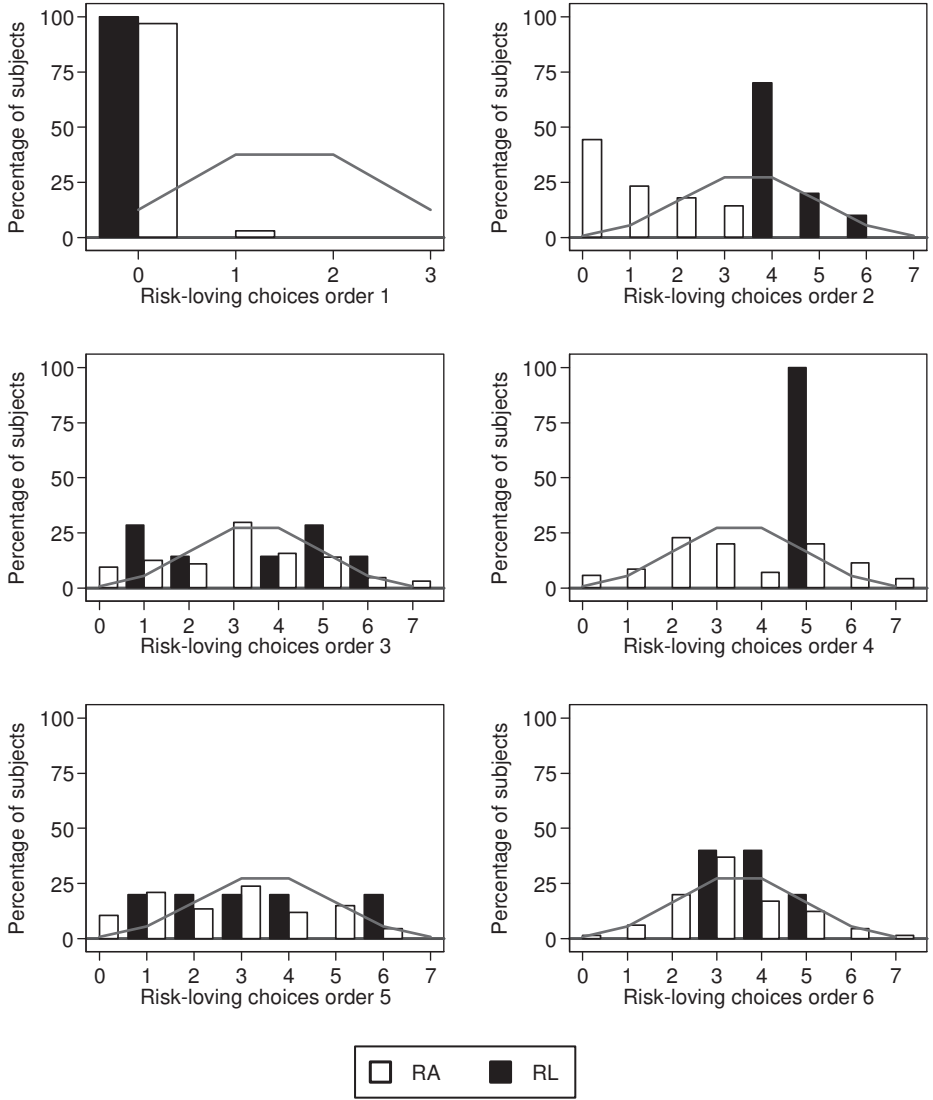 Percentage of subjects
100
75
50
25
0
0 1 2 3
Risk-loving choices order 1
Percentage of subjects
100
75
50
25
0
0 1 2 3 4 5 6 7
Risk-loving choices order 2
Percentage of subjects
100
75
50
25
0
0 1 2 3 4 5 6 7
Risk-loving choices order 3
Percentage of subjects
100
75
50
25
0
0 1 2 3 4 5 6 7
Risk-loving choices order 4
Percentage of subjects
100
75
50
25
0
0 1 2 3 4 5 6 7
Risk-loving choices order 5
Percentage of subjects
100
75
50
25
0
0 1 2 3 4 5 6 7
Risk-loving choices order 6
RA RL